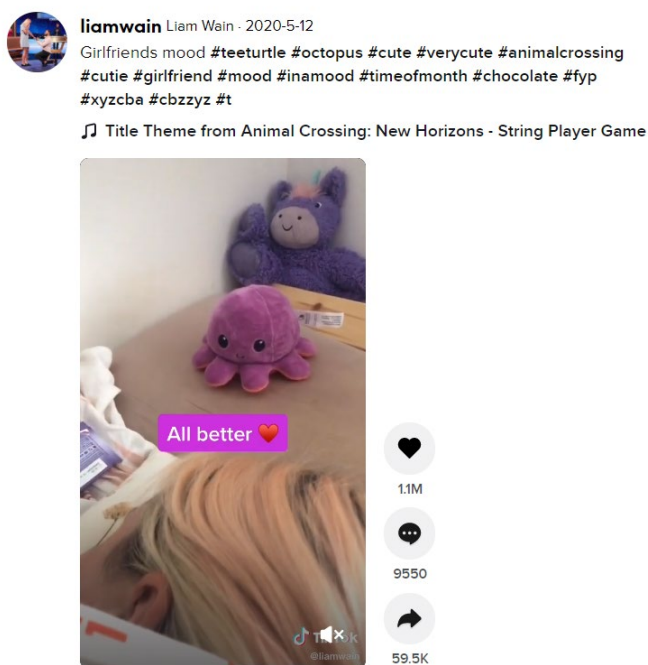 liamwain Liam Wain · 2020-5-12
Girlfriends mood #teeturtle #octopus #cute #verycute #animalcrossing
#cutie #girlfriend #mood #inamood #timeofmonth #chocolate #fyp
#xyzcba #cbzzyz #t
Title Theme from Animal Crossing: New Horizons - String Player Game
All better ❤️
1.1M
9550
59.5K
@liamwain